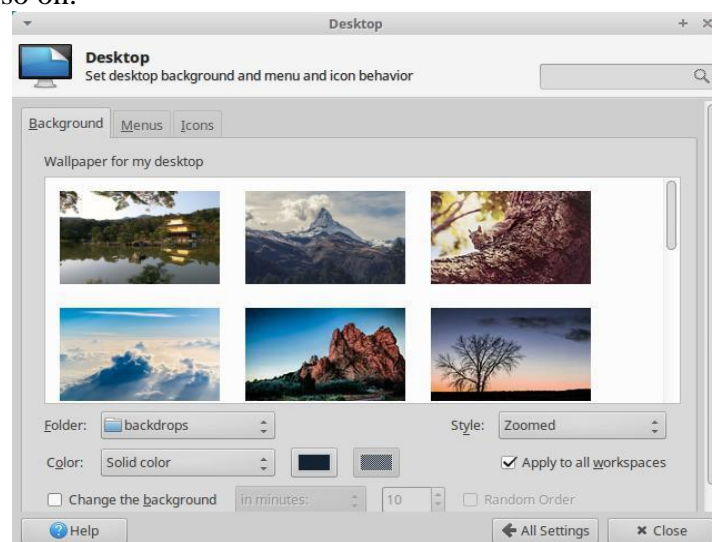 so on.
Desktop
Desktop
Set desktop background and menu and icon behavior
Background Menus Icons
Wallpaper for my desktop
Folder: backdrops Style: Zoomed
Color: Solid color Apply to all workspaces
Change the background in minutes: 10 Random Order
Help All Settings Close